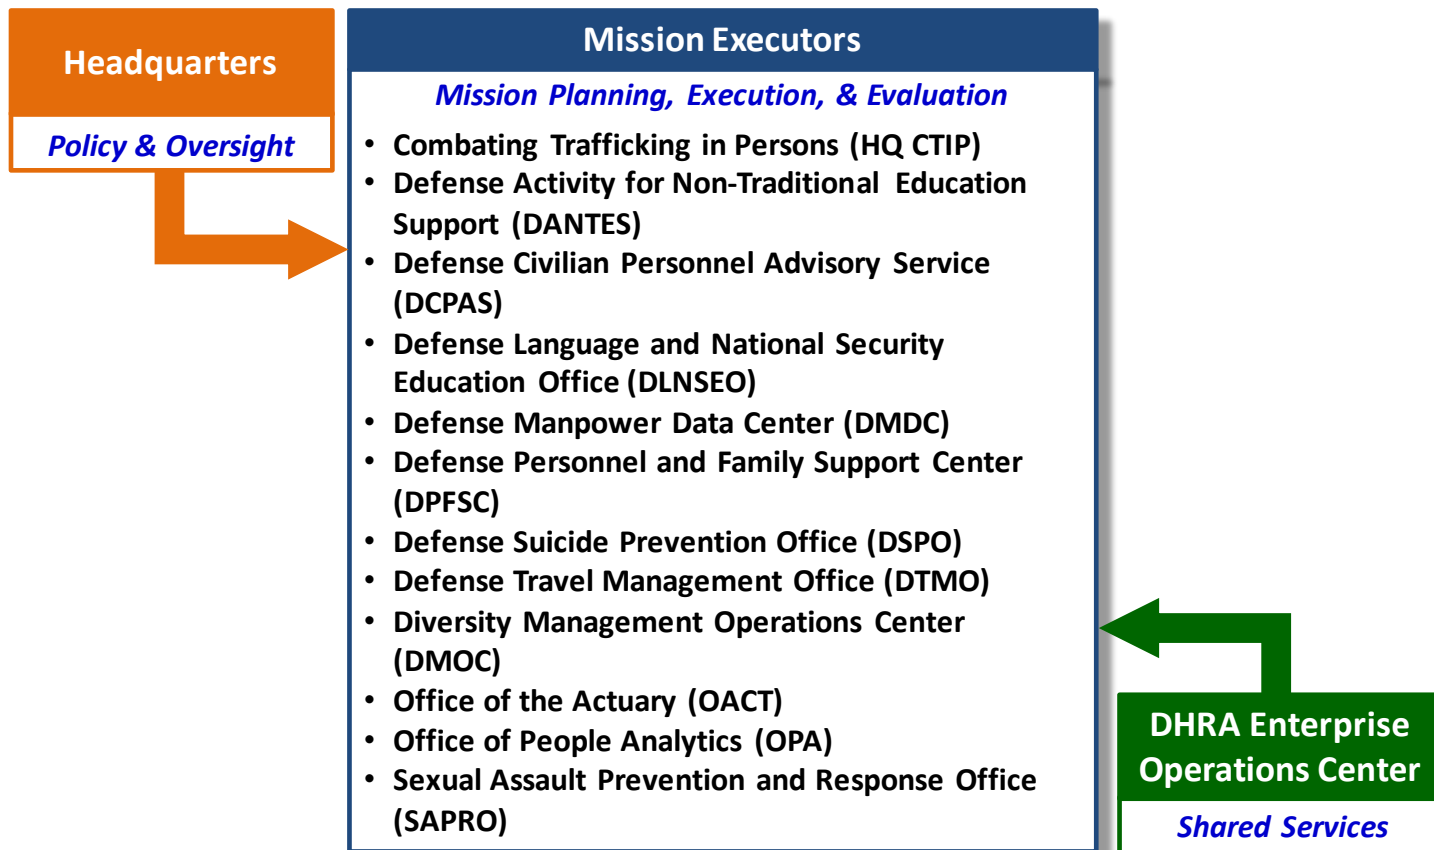 Headquarters
Policy & Oversight
Mission Executors
Mission Planning, Execution, & Evaluation
• Combating Trafficking in Persons (HQ CTIP)
• Defense Activity for Non-Traditional Education
Support (DANTES)
• Defense Civilian Personnel Advisory Service
(DCPAS)
• Defense Language and National Security
Education Office (DLNSEO)
• Defense Manpower Data Center (DMDC)
• Defense Personnel and Family Support Center
(DPFSC)
• Defense Suicide Prevention Office (DSPO)
• Defense Travel Management Office (DTMO)
• Diversity Management Operations Center
(DMOC)
• Office of the Actuary (OACT)
• Office of People Analytics (OPA)
• Sexual Assault Prevention and Response Office
(SAPRO)
DHRA Enterprise
Operations Center
Shared Services